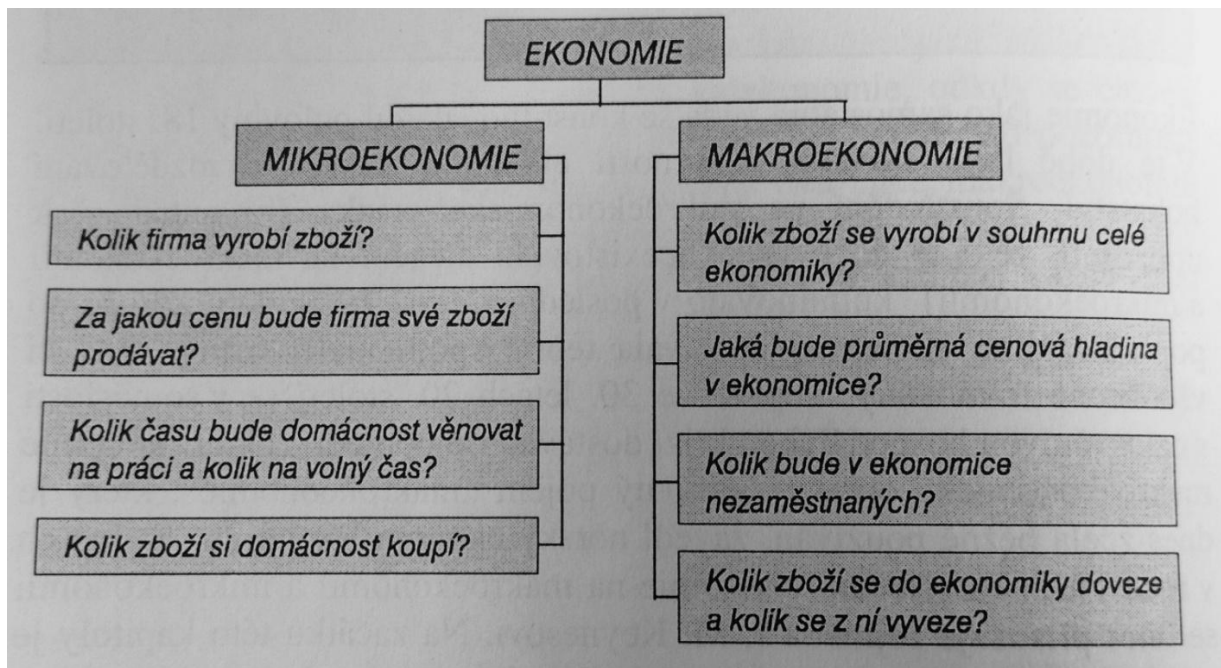 EKONOMIE
MIKROEKONOMIE
Kolik firma vyrobí zboží?
Za jakou cenu bude firma své zboží
prodávat?
Kolik času bude domácnost věnovat
na práci a kolik na volný čas?
Kolik zboží si domácnost koupí?
MAKROEKONOMIE
Kolik zboží se vyrobí v souhrnu celé
ekonomiky?
Jaká bude průměrná cenová hladina
v ekonomice?
Kolik bude v ekonomice
nezaměstnaných?
Kolik zboží se do ekonomiky doveze
a kolik se z ní vyveze?